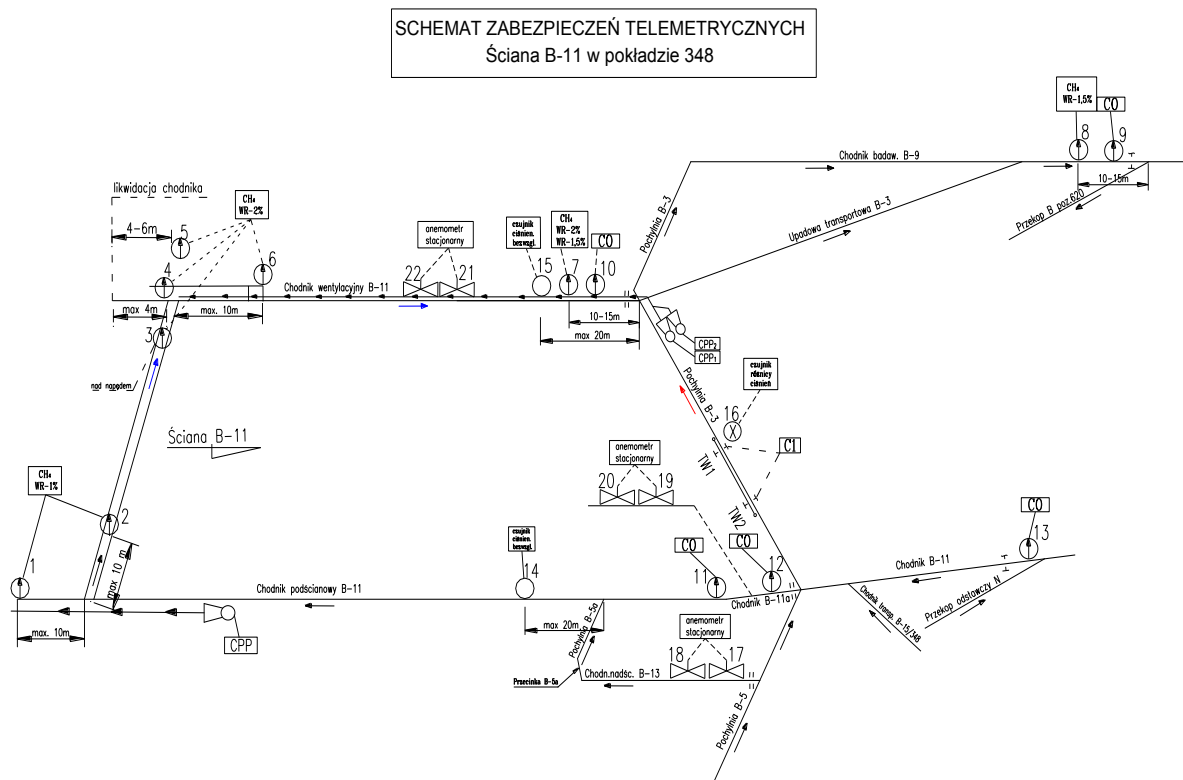 SCHEMAT ZABEZPIECZEŃ TELEMETRYCZNYCH
Ściana B-11 w pokładzie 348
CH₄
WR-1,5%
CO
8
9
Chodnik badaw. B-9
10-15m
Przekop B poz.620
likwidacja chodnika
CH₄
WR-2%
4-6m
5
4
6
Pochylnia B-3
Upadowa transportowa B-3
anemometr
stacjonarny
czujnik
ciśnien.
bezwzgl.
CH₄
WR-2%
WR-1,5%
CO
22
21
15
7
10
Chodnik wentylacyjny B-11
max 4m
max. 10m
10-15m
max 20m
3
nad napędem
CPP₂
CPP₁
Pochylnia B-3
czujnik
różnicy
ciśnień
16
X
C1
TW1
TW2
Ściana B-11
anemometr
stacjonarny
20
19
CH₄
WR-1%
2
1
max 10 m
max. 10m
CPP
Chodnik podścianowy B-11
czujnik
ciśnien.
bezwzgl.
14
max 20m
CO
11
CO
12
CO
13
Chodnik B-11
Chodnik B-11a
Przekop odstawczy N
Chodnik transp. B-15/348
Pochylnia B-5a
Przecinka B-5a
anemometr
stacjonarny
18
17
Chodn.nadśc. B-13
Pochylnia B-5